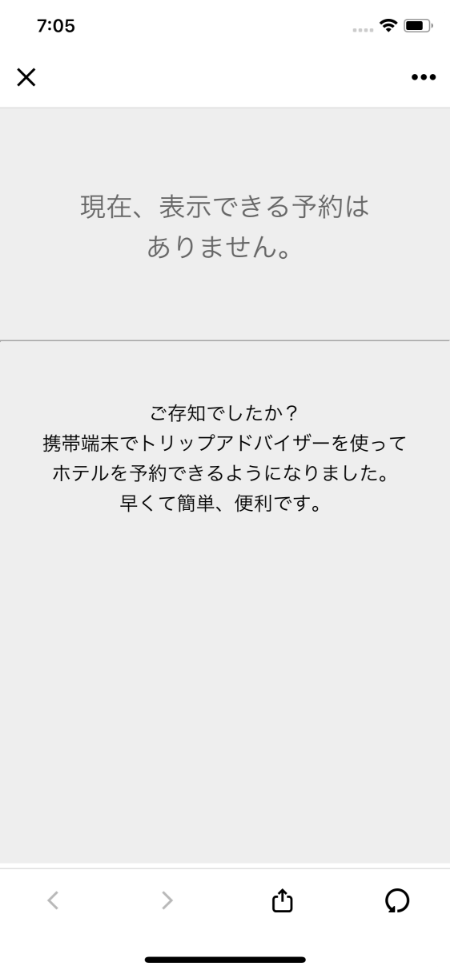 7:05
現在、表示できる予約は
ありません。
ご存知でしたか？
携帯端末でトリップアドバイザーを使って
ホテルを予約できるようになりました。
早くて簡単、便利です。